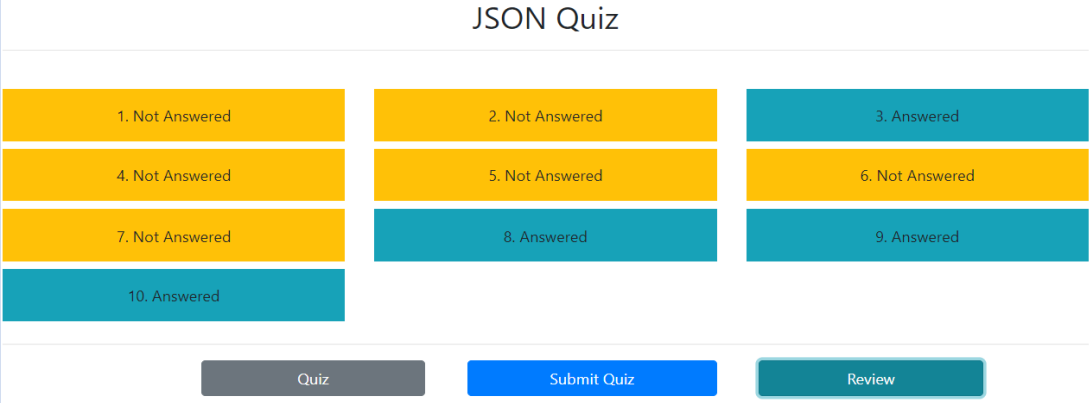 JSON Quiz
1. Not Answered
2. Not Answered
3. Answered
4. Not Answered
5. Not Answered
6. Not Answered
7. Not Answered
8. Answered
9. Answered
10. Answered
Quiz
Submit Quiz
Review